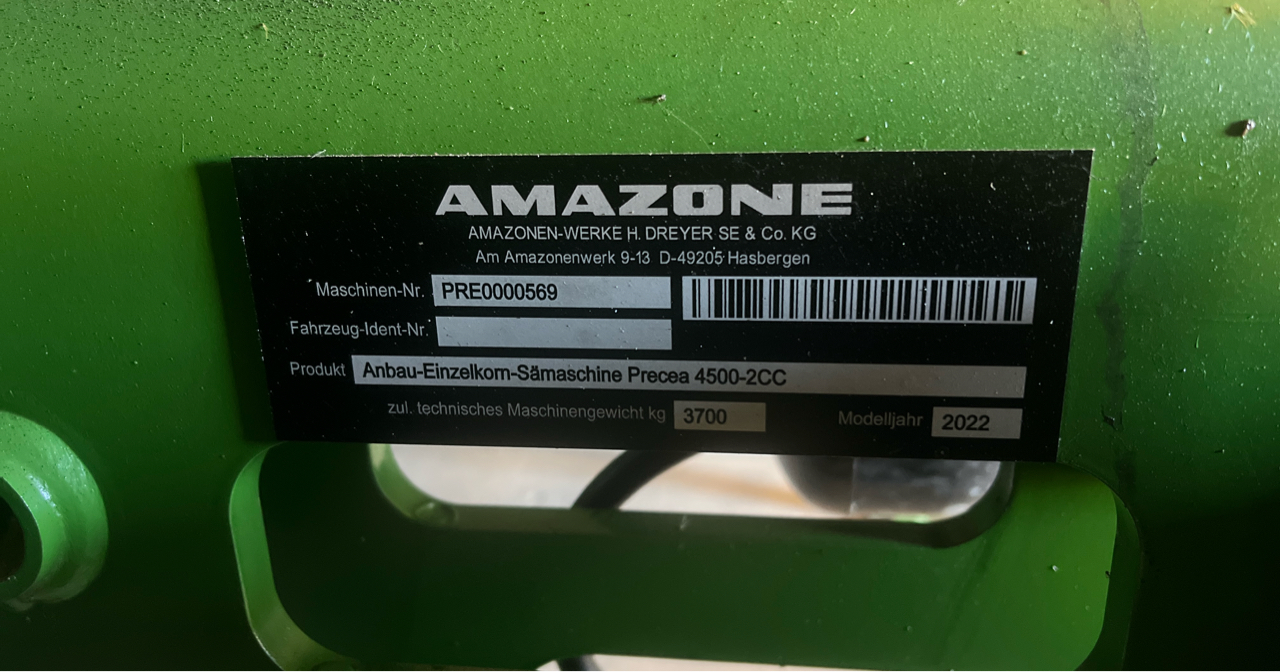 AMAZONE
AMAZONEN-WERKE H. DREYER SE & Co. KG
Am Amazonenwerk 9-13 D-49205 Hasbergen
Maschinen-Nr. PRE0000569
Fahrzeug-Ident-Nr.
Produkt Anbau-Einzelkorn-Sämaschine Precea 4500-2CC
zul. technisches Maschinengewicht kg 3700 Modelljahr 2022